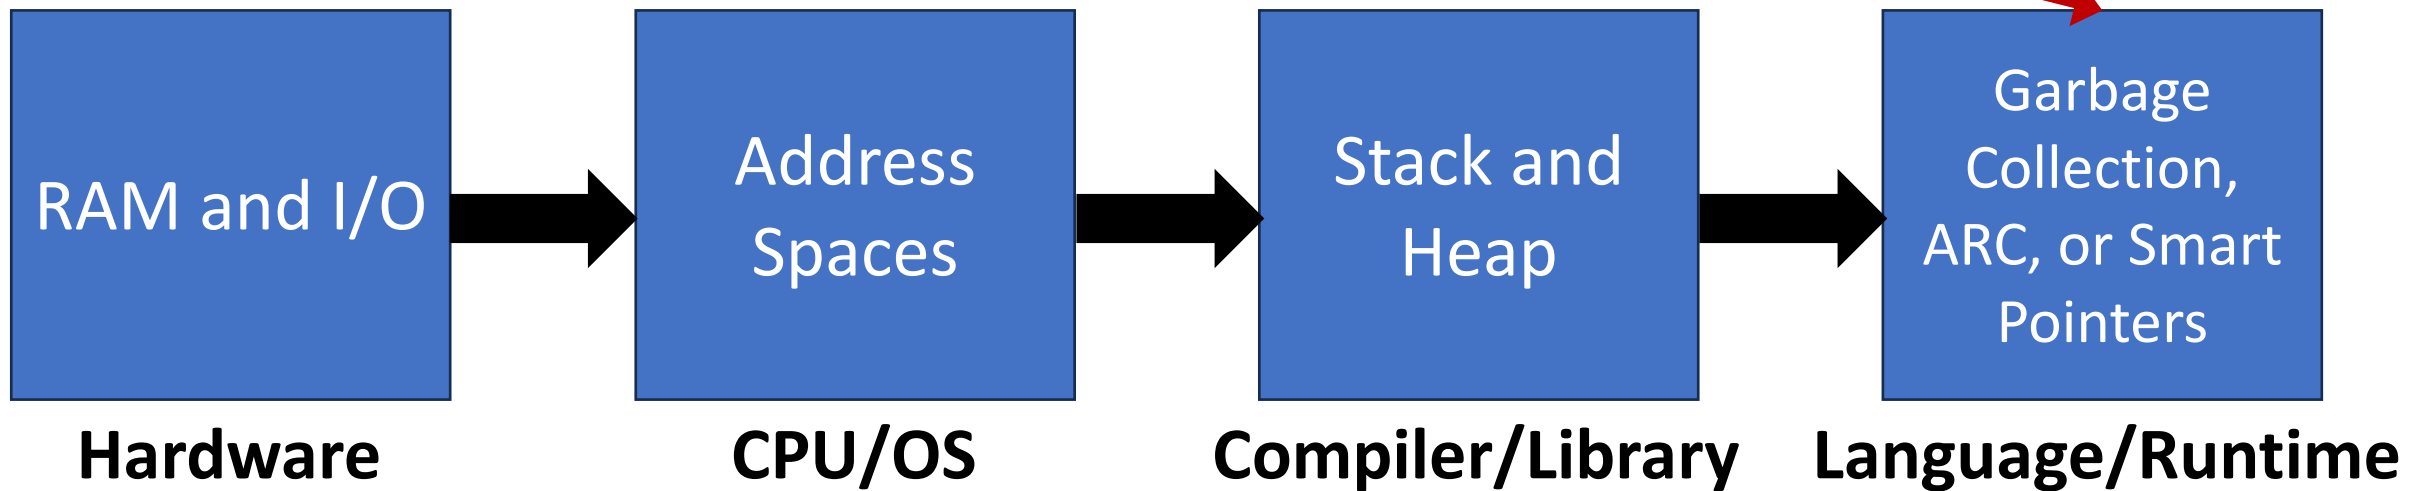 RAM and I/O
Address
Spaces
Stack and
Heap
Garbage
Collection,
ARC, or Smart
Pointers
Hardware
CPU/OS
Compiler/Library
Language/Runtime